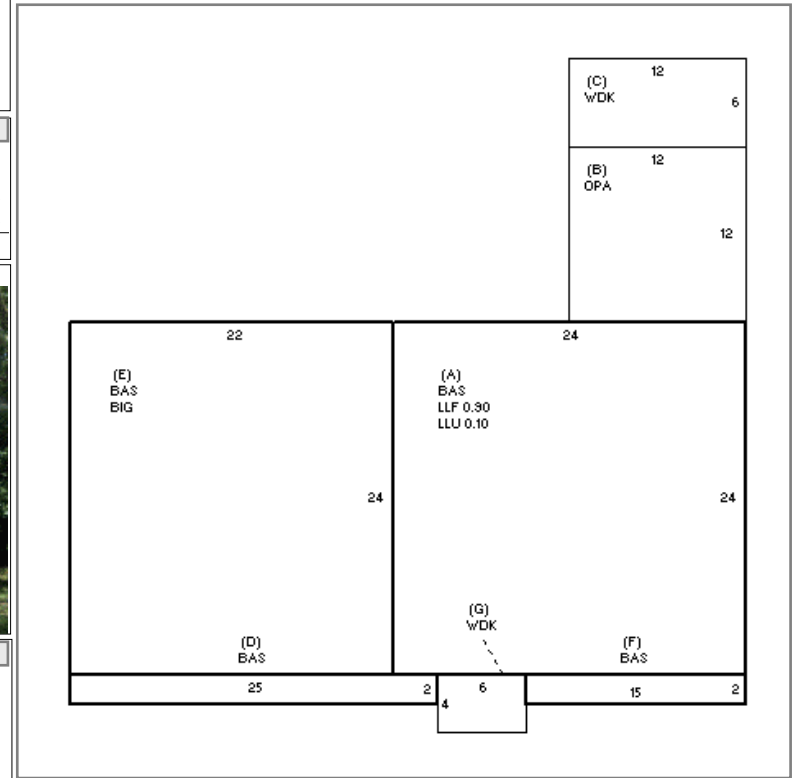 12
(C)
WDK
6
12
(B)
OPA
12
22
24
(E)
BAS
BIG
(A)
BAS
LLF 0.90
LLU 0.10
24
24
(G)
WDK
(D)
BAS
(F)
BAS
25
2
6
15
2
4